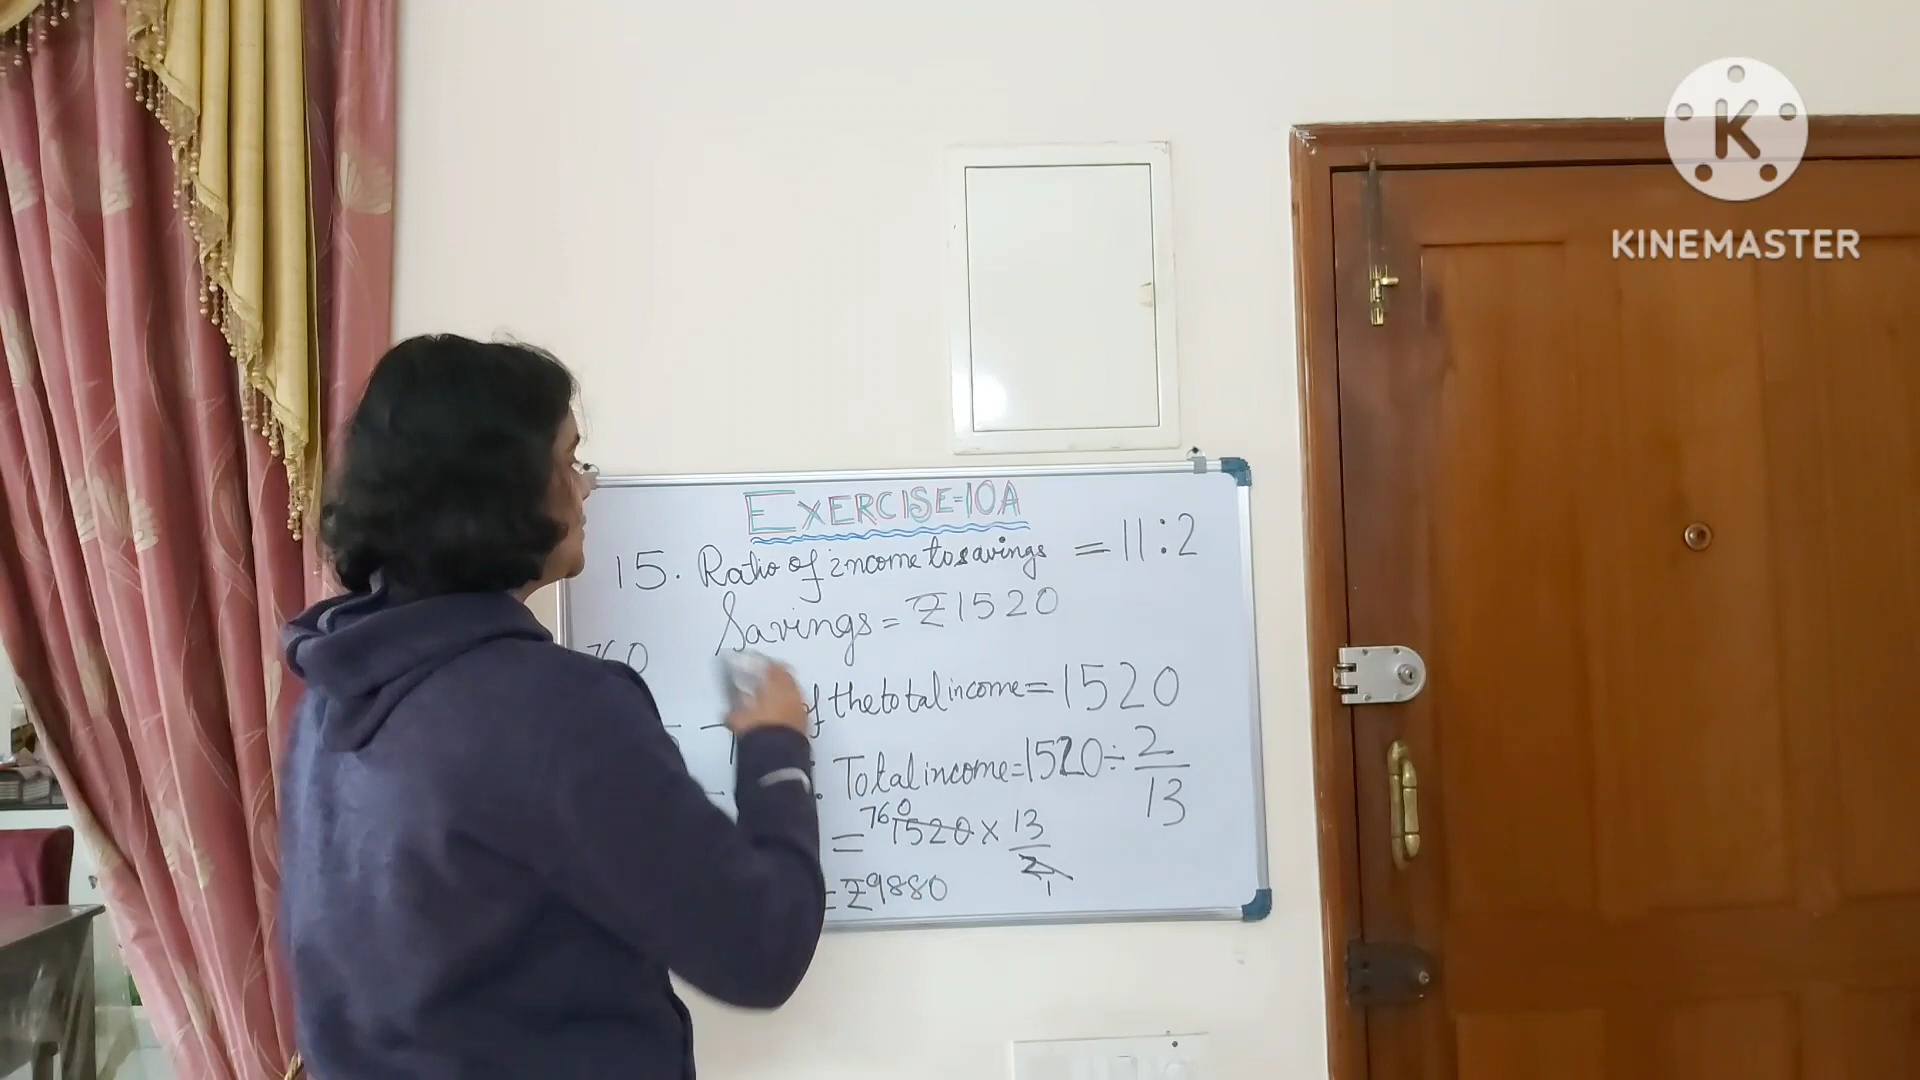 KINEMASTER
EXERCISE-10A
15. Ratio of income to savings = 11:2
Savings = ₹1520
760
of the total income = 1520
Total income = 1520 ÷ 2/13
= 760 1520 × 13/2 1
= ₹9880